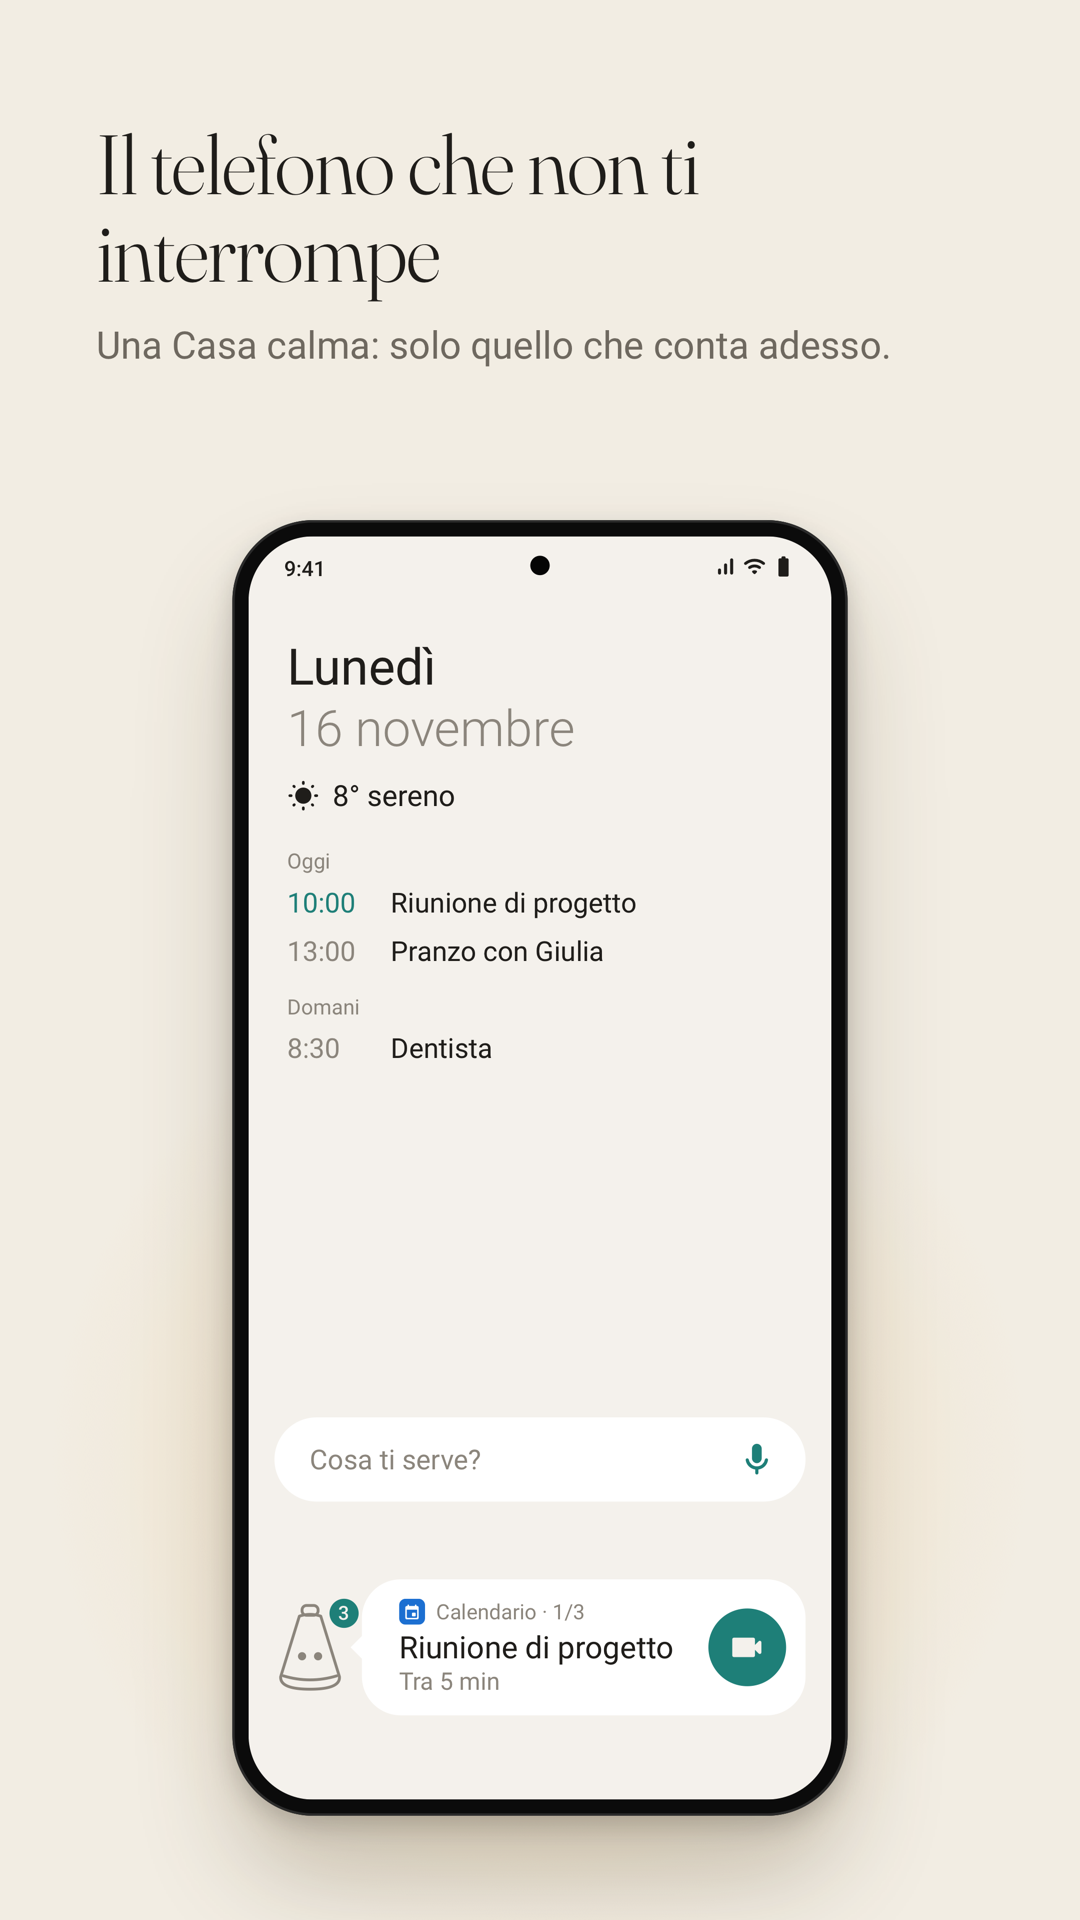 Il telefono che non ti
interrompe
Una Casa calma: solo quello che conta adesso.
9:41
Lunedì
16 novembre
8° sereno
Oggi
10:00 Riunione di progetto
13:00 Pranzo con Giulia
Domani
8:30 Dentista
Cosa ti serve?
3
Calendario · 1/3
Riunione di progetto
Tra 5 min